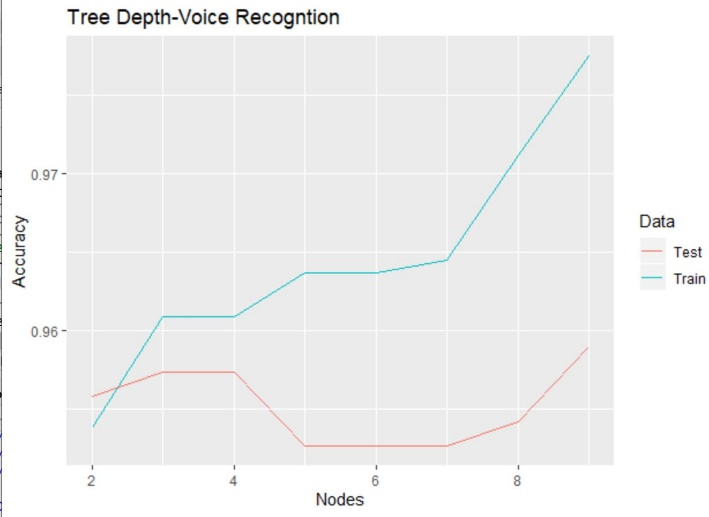 Tree Depth-Voice Recogntion
0.97
0.96
Accuracy
2 4 6 8
Nodes
Data
Test
Train